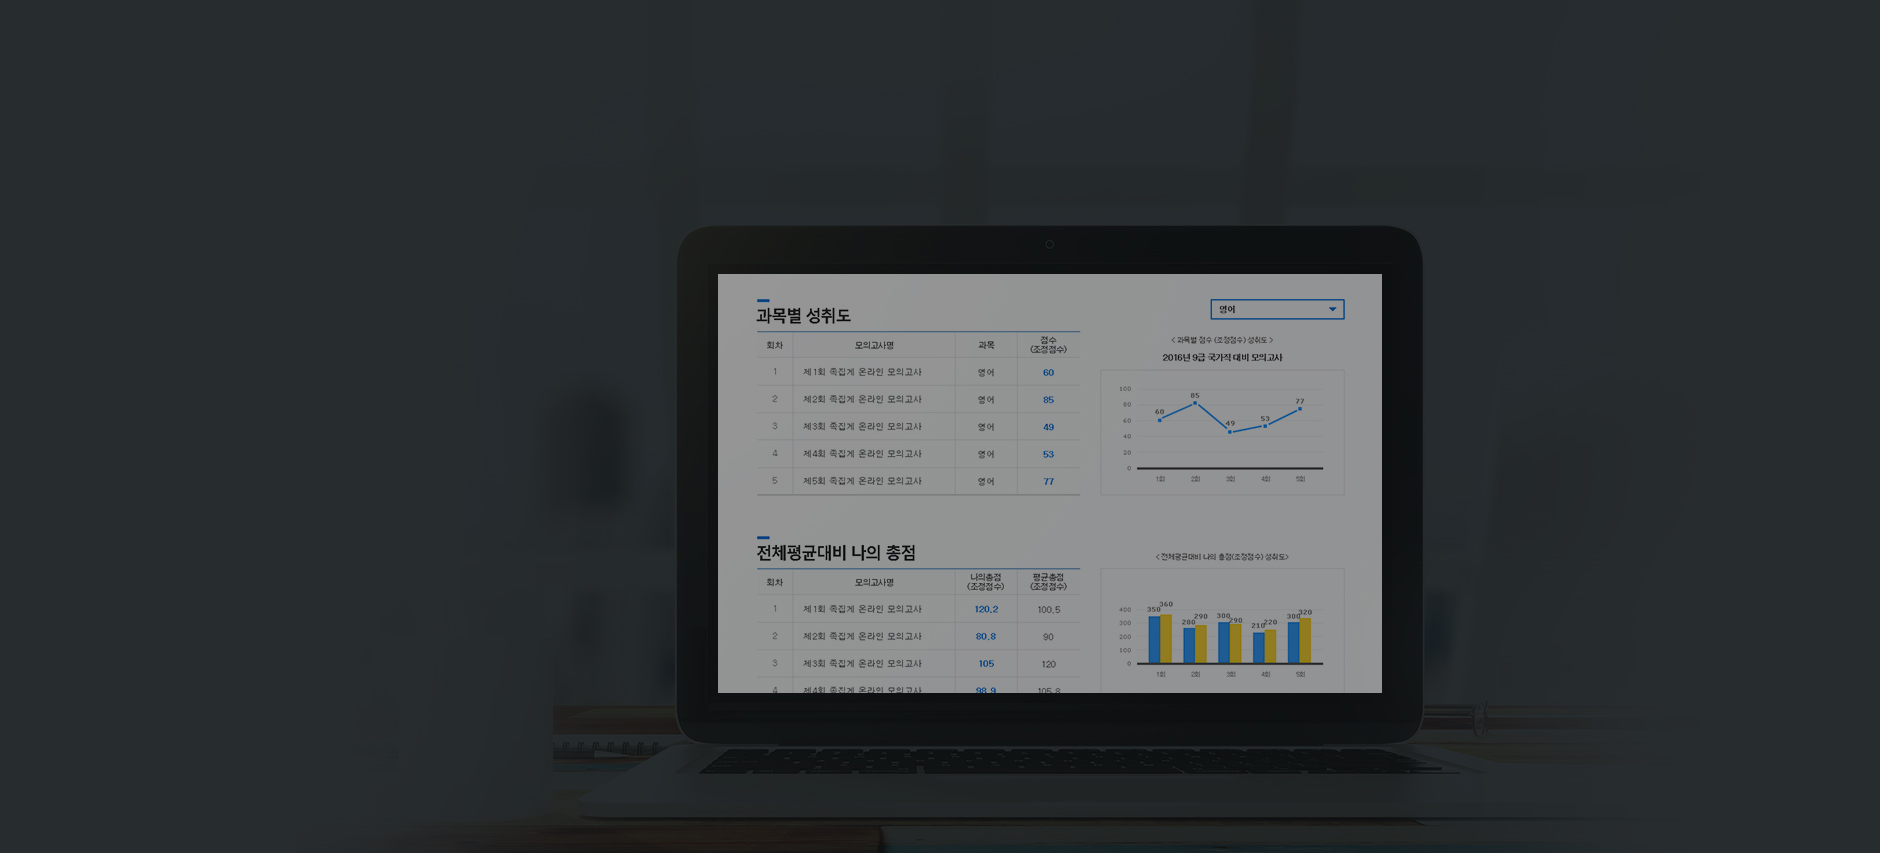 과목별 성취도
회차 모의고사명 과목 점수
(조정점수)
1 제1회 족집게 온라인 모의고사 영어 60
2 제2회 족집게 온라인 모의고사 영어 85
3 제3회 족집게 온라인 모의고사 영어 49
4 제4회 족집게 온라인 모의고사 영어 53
5 제5회 족집게 온라인 모의고사 영어 77
영어
< 과목별 점수 (조정점수) 성취도 >
2016년 9급 국가직 대비 모의고사
100
60
60
40
20
0
60 85 49 53 77
1회 2회 3회 4회 5회
전체평균대비 나의 총점
회차 모의고사명 나의총점 평균총점
(조정점수) (조정점수)
1 제1회 족집게 온라인 모의고사 120.2 100.5
2 제2회 족집게 온라인 모의고사 80.8 90
3 제3회 족집게 온라인 모의고사 105 120
4 제4회 족집게 온라인 모의고사 98.9 105.8
< 전체평균대비 나의 총점(조정점수) 성취도>
400
300
200
100
0
350 360 280 290 300 290 210 220 300 320
1회 2회 3회 4회 5회